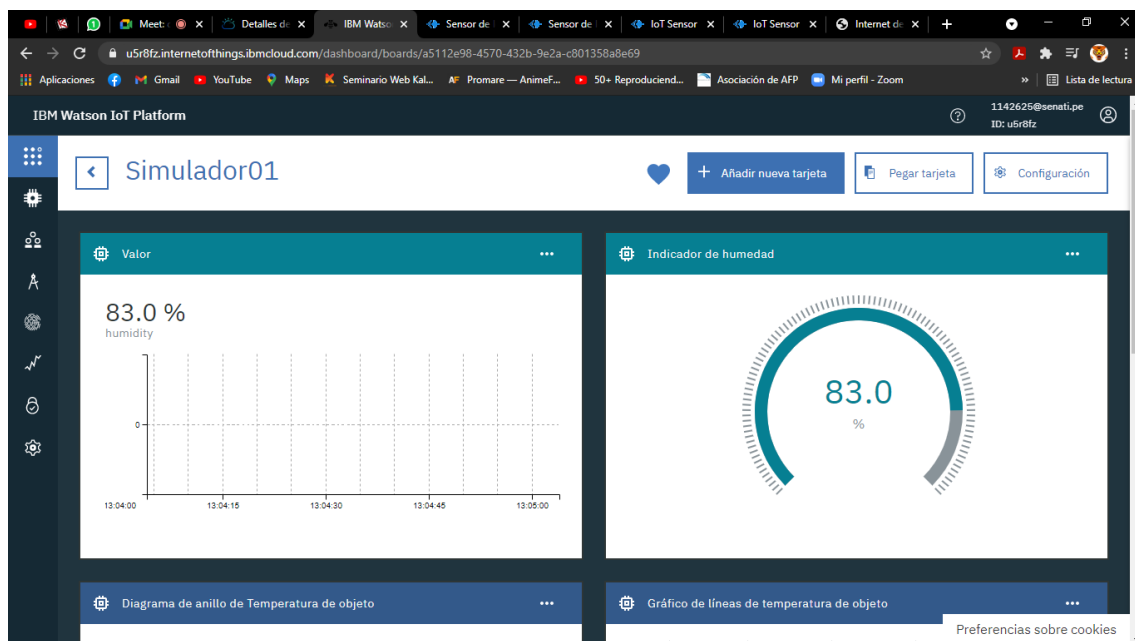 Meet:
Detalles de
IBM Watso
Sensor de
Sensor de
IoT Sensor
IoT Sensor
Internet de
u5r8fz.internetofthings.ibmcloud.com/dashboard/boards/a5112e98-4570-432b-9e2a-c801358a8e69
Aplicaciones
Gmail
YouTube
Maps
Seminario Web Kal...
AF Promare — AnimeF...
50+ Reproduciend...
Asociación de AFP
Mi perfil - Zoom
»
Lista de lectura
IBM Watson IoT Platform
1142625@senati.pe
ID: u5r8fz
Simulador01
+ Añadir nueva tarjeta
Pegar tarjeta
Configuración
Valor
Indicador de humedad
83.0 %
humidity
0
13:04:00
13:04:15
13:04:30
13:04:45
13:05:00
83.0
%
Diagrama de anillo de Temperatura de objeto
Gráfico de líneas de temperatura de objeto
Preferencias sobre cookies